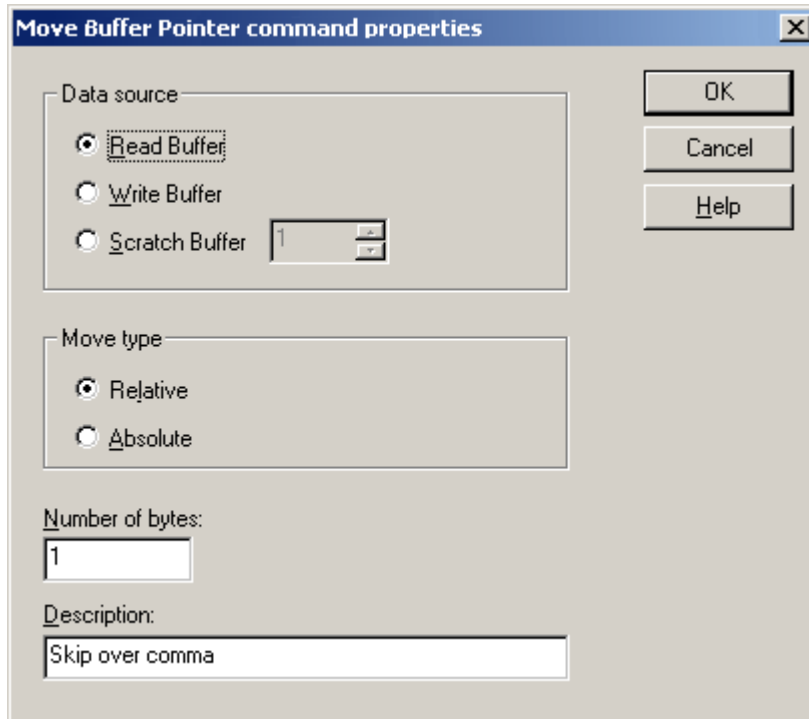 Move Buffer Pointer command properties
Data source
OK
Read Buffer
Cancel
Write Buffer
Help
Scratch Buffer 1
Move type
Relative
Absolute
Number of bytes:
1
Description:
Skip over comma